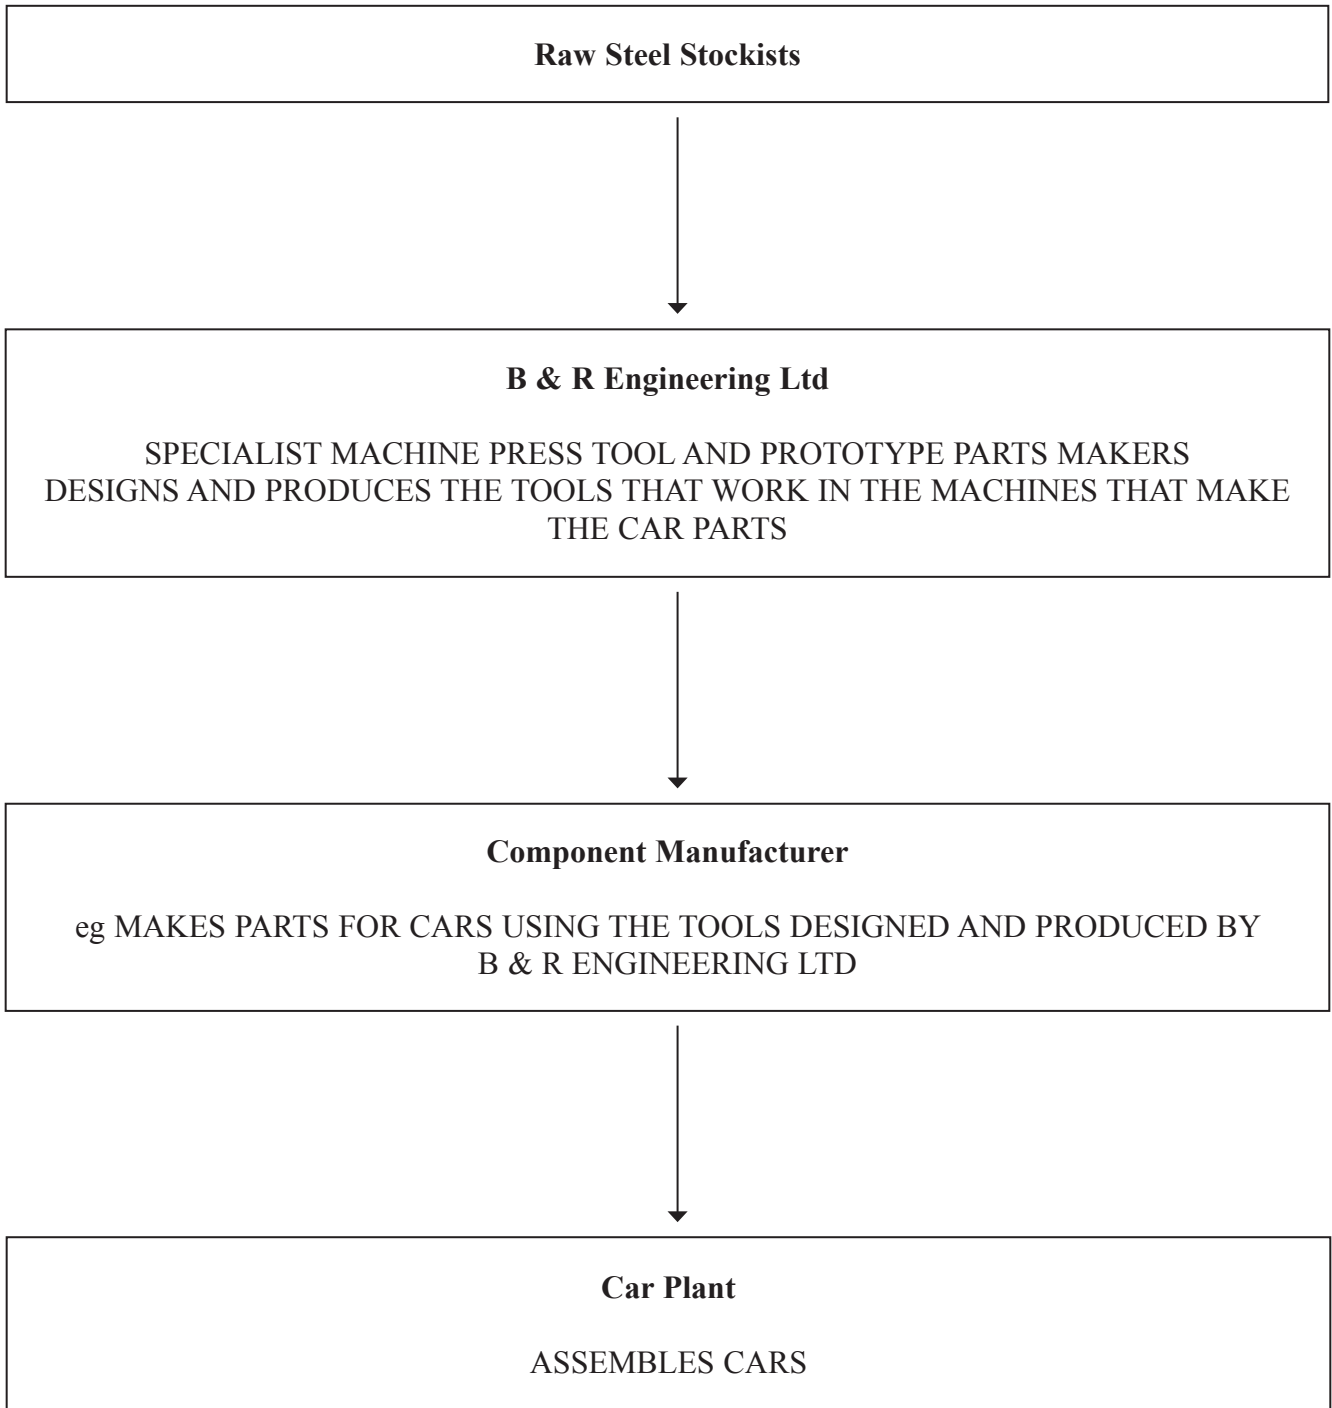 Raw Steel Stockists
B & R Engineering Ltd
SPECIALIST MACHINE PRESS TOOL AND PROTOTYPE PARTS MAKERS
DESIGNS AND PRODUCES THE TOOLS THAT WORK IN THE MACHINES THAT MAKE
THE CAR PARTS
Component Manufacturer
eg MAKES PARTS FOR CARS USING THE TOOLS DESIGNED AND PRODUCED BY
B & R ENGINEERING LTD
Car Plant
ASSEMBLES CARS